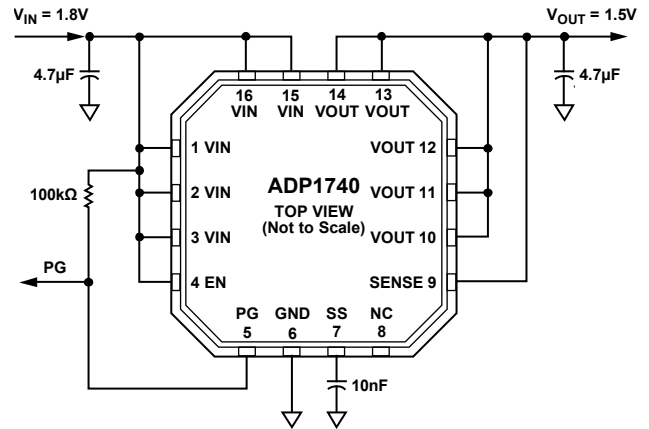 VIN = 1.8V
VOUT = 1.5V
4.7µF
4.7µF
16
VIN
15
VIN
14
VOUT
13
VOUT
1 VIN
VOUT 12
100kΩ
2 VIN
ADP1740
VOUT 11
TOP VIEW
(Not to Scale)
3 VIN
VOUT 10
PG
4 EN
SENSE 9
PG
5
GND
6
SS
7
NC
8
10nF